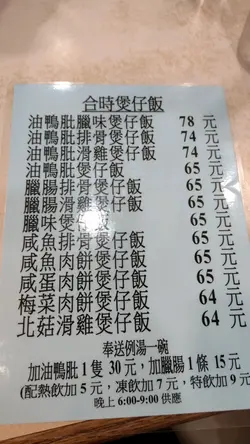 合時煲仔飯
油鴨肶臘味煲仔飯 78 元
油鴨肶排骨煲仔飯 74 元
油鴨肶滑雞煲仔飯 74 元
油鴨肶煲仔飯 65 元
臘腸排骨煲仔飯 65 元
臘腸滑雞煲仔飯 65 元
臘味煲仔飯 65 元
咸魚排骨煲仔飯 65 元
咸魚肉餅煲仔飯 65 元
咸蛋肉餅煲仔飯 65 元
梅菜肉餅煲仔飯 64 元
北菇滑雞煲仔飯 64 元
奉送例湯一碗
加油鴨肶1隻 30元，加臘腸1條 15元
(配熱飲加 5 元，凍飲加 7 元，特飲加 9 元)
晚上 6:00-9:00 供應